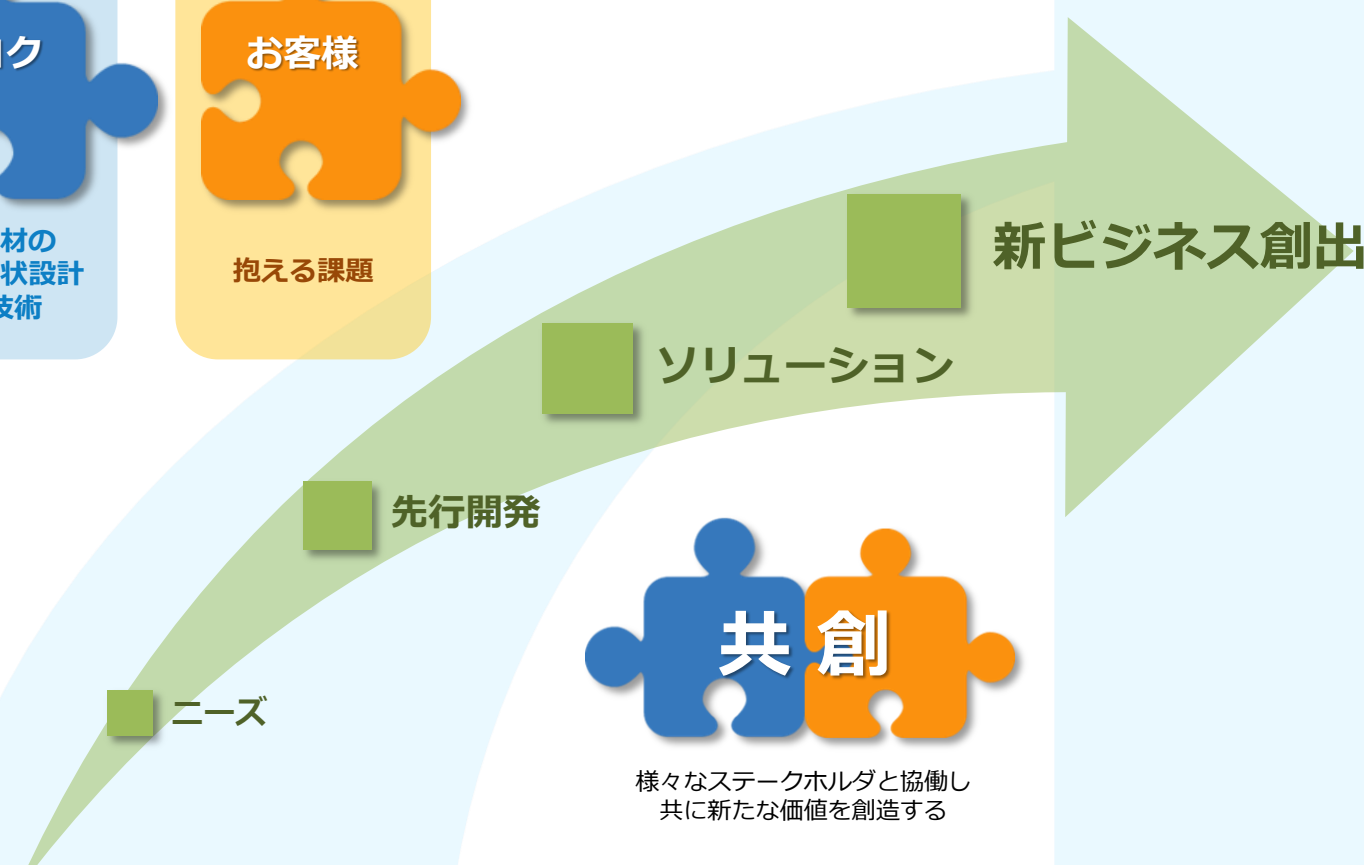 ク
お客様
材の
状設計
技術
抱える課題
新ビジネス創出
ソリューション
先行開発
共創
ニーズ
様々なステークホルダと協働し
共に新たな価値を創造する